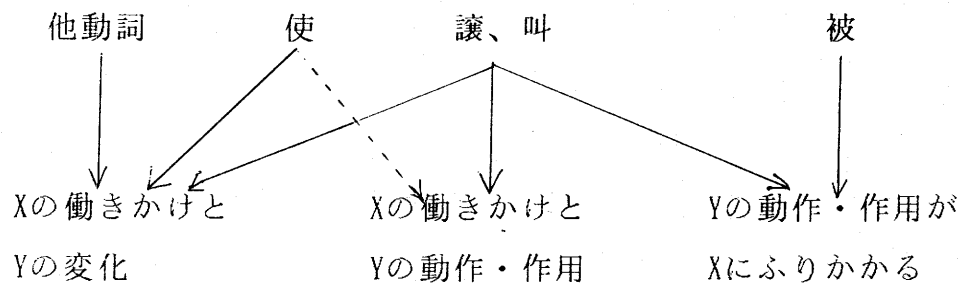 他動詞 使 譲、叫 被
Xの働きかけと Xの働きかけと Yの動作・作用が
Yの変化 Yの動作・作用 Xにふりかかる